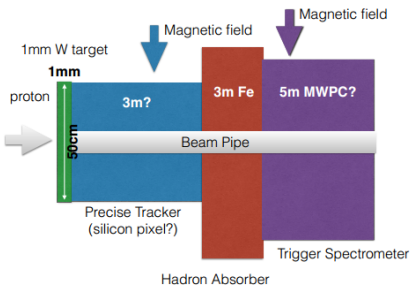 Magnetic field
Magnetic field
1mm W target
1mm
proton
3m?
3m Fe
5m MWPC?
50cm
Beam Pipe
Precise Tracker
(silicon pixel?)
Trigger Spectrometer
Hadron Absorber